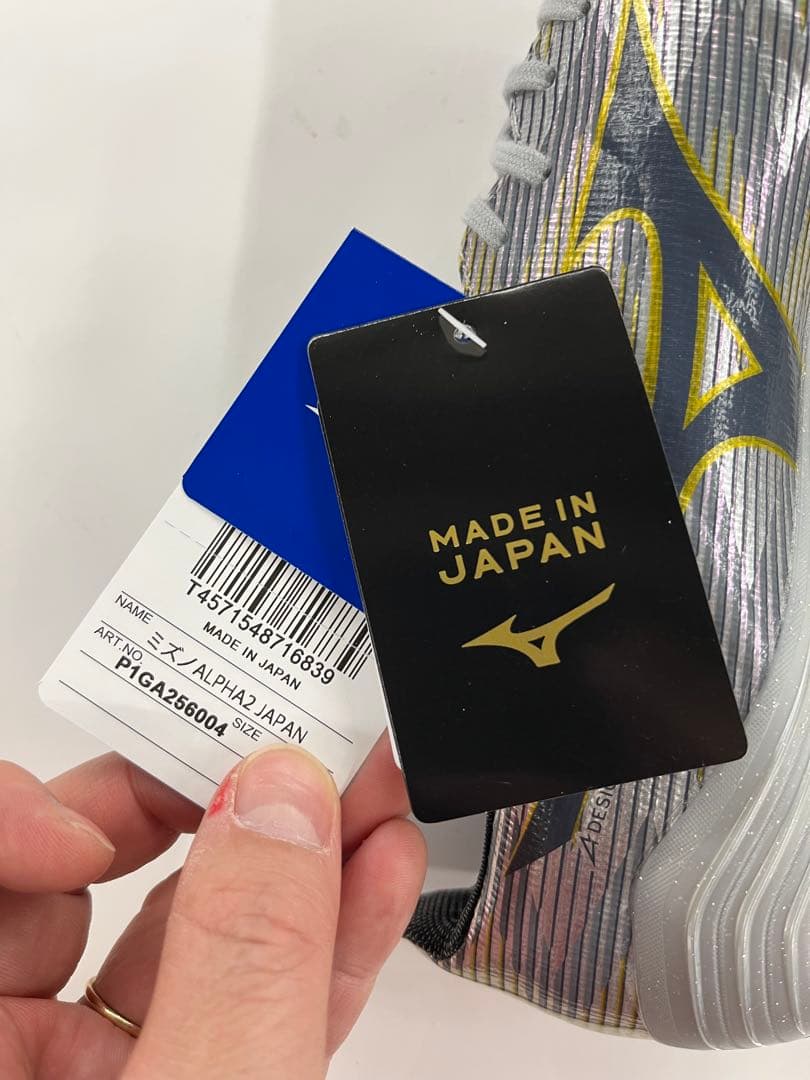 MADE IN
JAPAN
T4571548716839
MADE IN JAPAN
NAME ミズノALPHA2 JAPAN
ART.NO P1GA256004 SIZE
DESI